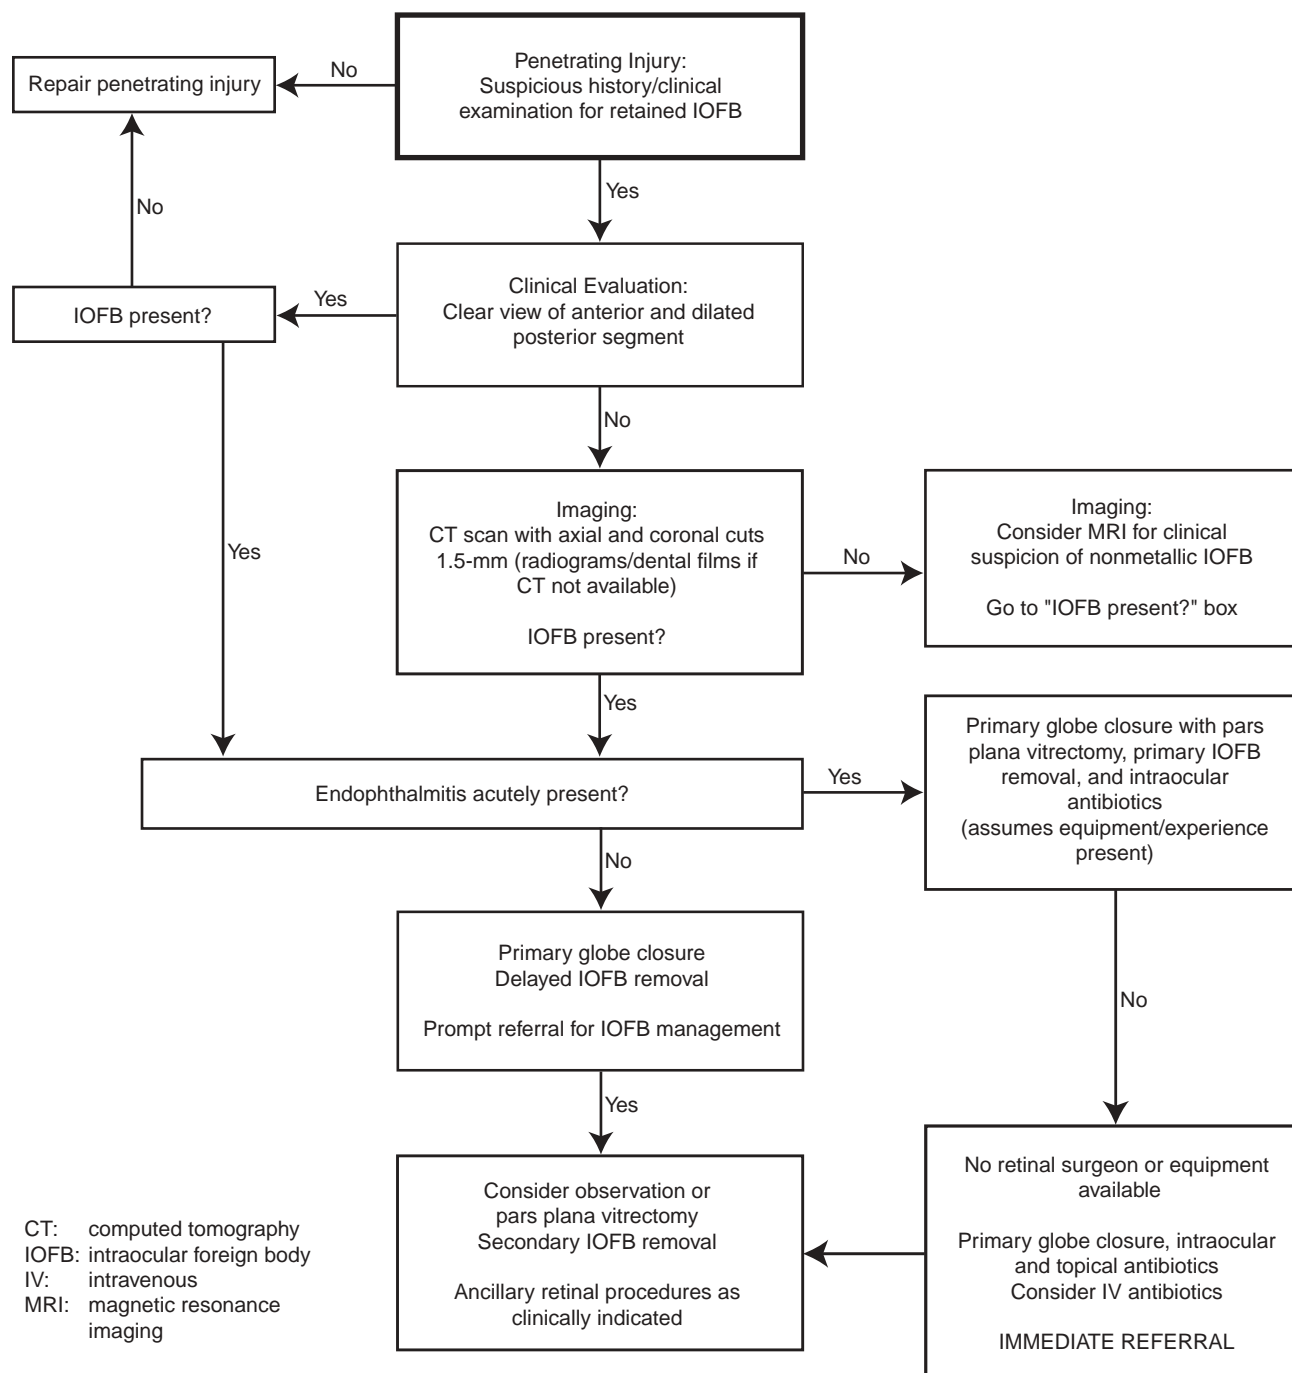 Penetrating Injury:
Suspicious history/clinical
examination for retained IOFB
No
Repair penetrating injury
Yes
No
Clinical Evaluation:
Clear view of anterior and dilated
posterior segment
Yes
IOFB present?
No
Yes
Imaging:
CT scan with axial and coronal cuts
1.5-mm (radiograms/dental films if
CT not available)
IOFB present?
No
Imaging:
Consider MRI for clinical
suspicion of nonmetallic IOFB
Go to "IOFB present?" box
Yes
Endophthalmitis acutely present?
Yes
Primary globe closure with pars
plana vitrectomy, primary IOFB
removal, and intraocular
antibiotics
(assumes equipment/experience
present)
No
Primary globe closure
Delayed IOFB removal
Prompt referral for IOFB management
No
Yes
Consider observation or
pars plana vitrectomy
Secondary IOFB removal
Ancillary retinal procedures as
clinically indicated
No retinal surgeon or equipment
available
Primary globe closure, intraocular
and topical antibiotics
Consider IV antibiotics
IMMEDIATE REFERRAL
CT: computed tomography
IOFB: intraocular foreign body
IV: intravenous
MRI: magnetic resonance
imaging